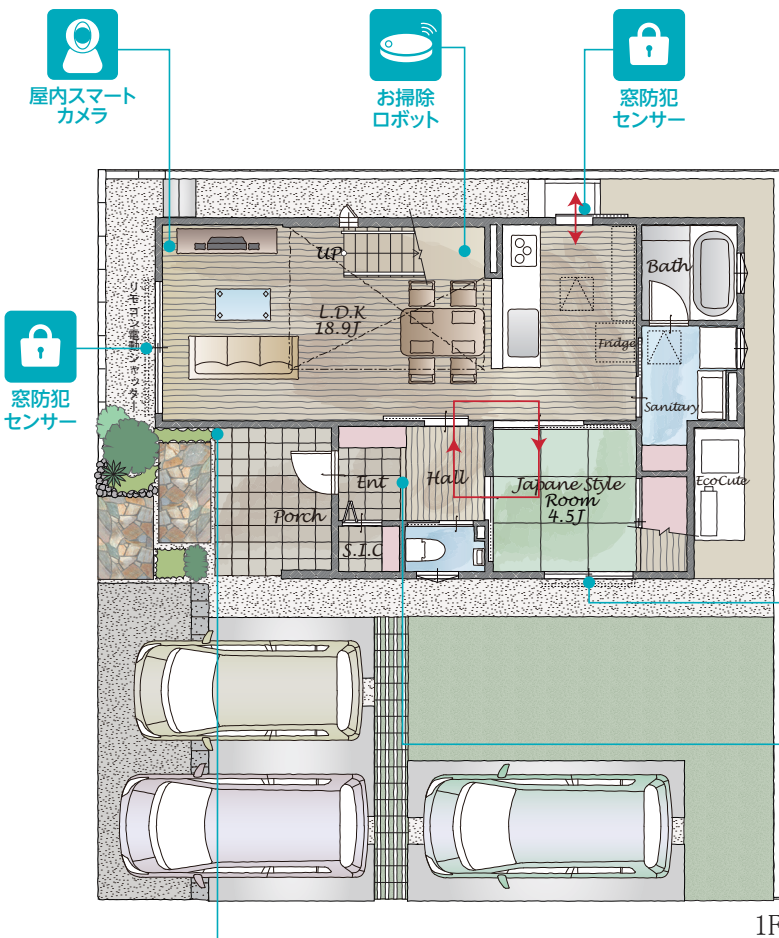 屋内スマート
カメラ
お掃除
ロボット
窓防犯
センサー
UP
L.D.K
18.9J
Bath
リモコン電動シャッター
Fridge
窓防犯
センサー
Sanitary
Ent
Hall
Japane Style
Room
4.5J
EcoCute
Porch
S.I.C
1F